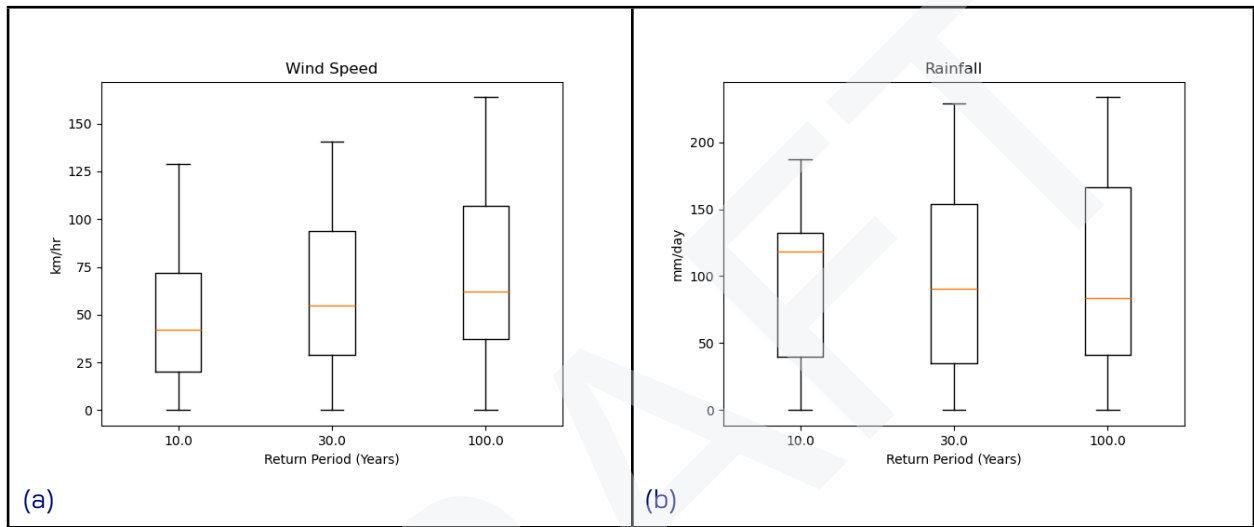 Wind Speed
150
125
100
75
50
25
0
km/hr
10.0 30.0 100.0
Return Period (Years)
(a)
Rainfall
200
150
100
50
0
mm/day
10.0 30.0 100.0
Return Period (Years)
(b)
RAFT